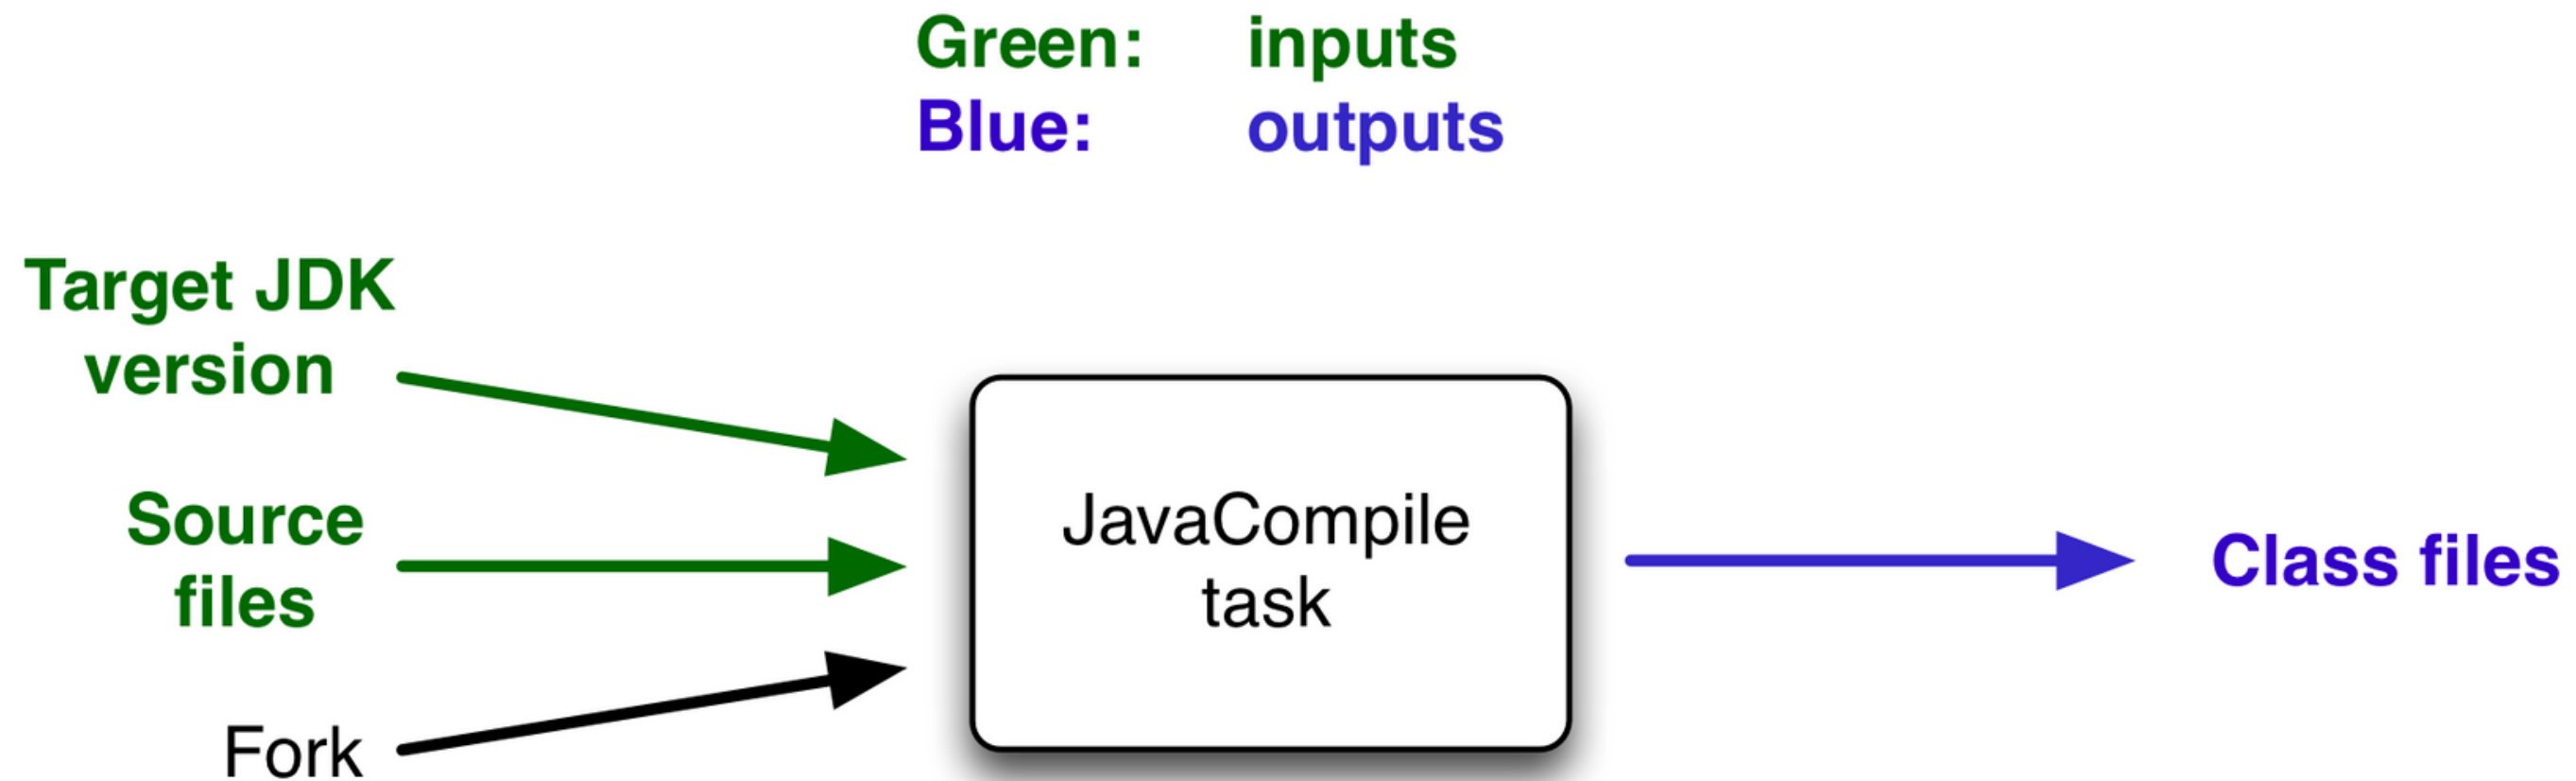 Green: inputs
Blue: outputs
Target JDK
version
Source
files
Fork
JavaCompile
task
Class files